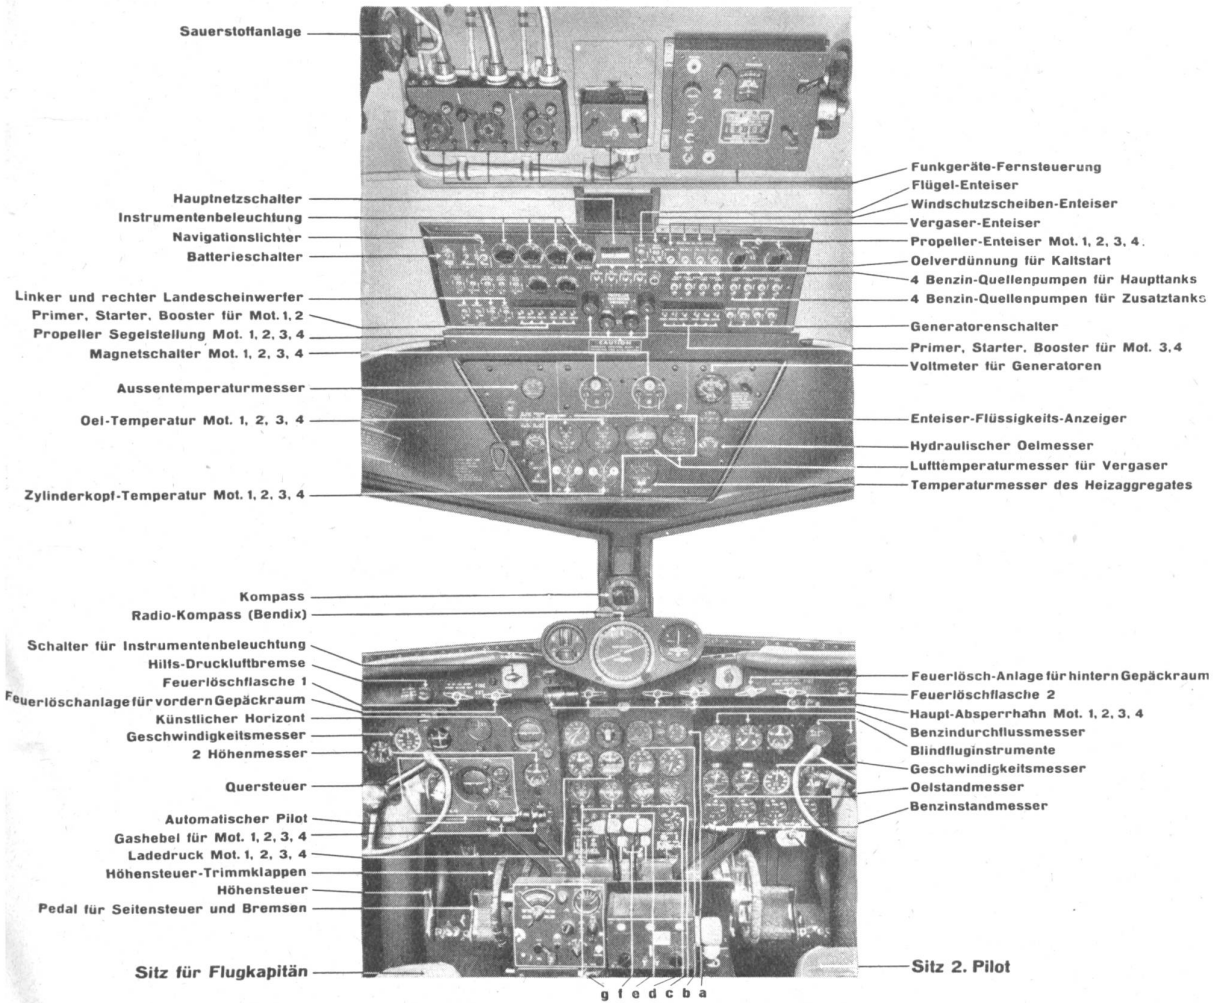 Sauerstoffanlage
Hauptnetzschalter
Instrumentenbeleuchtung
Navigationslichter
Batterieschalter
Linker und rechter Landescheinwerfer
Primer, Starter, Booster für Mot. 1, 2
Propeller Segelstellung Mot. 1, 2, 3, 4
Magnetschalter Mot. 1, 2, 3, 4
Aussentemperaturmesser
Oel-Temperatur Mot. 1, 2, 3, 4
Zylinderkopf-Temperatur Mot. 1, 2, 3, 4
Kompass
Radio-Kompass (Bendix)
Schalter für Instrumentenbeleuchtung
Hilfs-Druckluftbremse
Feuerlöschflasche 1
Feuerlöschanlage für vordern Gepäckraum
Künstlicher Horizont
Geschwindigkeitsmesser
2 Höhenmesser
Quersteuer
Automatischer Pilot
Gashebel für Mot. 1, 2, 3, 4
Ladedruck Mot. 1, 2, 3, 4
Höhensteuer-Trimmklappen
Höhensteuer
Pedal für Seitensteuer und Bremsen
Sitz für Flugkapitän
Funkgeräte-Fernsteuerung
Flügel-Enteiser
Windschutzscheiben-Enteiser
Vergaser-Enteiser
Propeller-Enteiser Mot. 1, 2, 3, 4.
Oelverdünnung für Kaltstart
4 Benzin-Quellenpumpen für Haupttanks
4 Benzin-Quellenpumpen für Zusatztanks
Generatorenschalter
Primer, Starter, Booster für Mot. 3, 4
Voltmeter für Generatoren
Enteiser-Flüssigkeits-Anzeiger
Hydraulischer Oelmesser
Lufttemperaturmesser für Vergaser
Temperaturmesser des Heizaggregates
Feuerlösch-Anlage für hintern Gepäckraum
Feuerlöschflasche 2
Haupt-Absperrhahn Mot. 1, 2, 3, 4
Benzindurchflussmesser
Blindfluginstrumente
Geschwindigkeitsmesser
Oelstandmesser
Benzinstandmesser
Sitz 2. Pilot
CAUTION
g f e d c b a